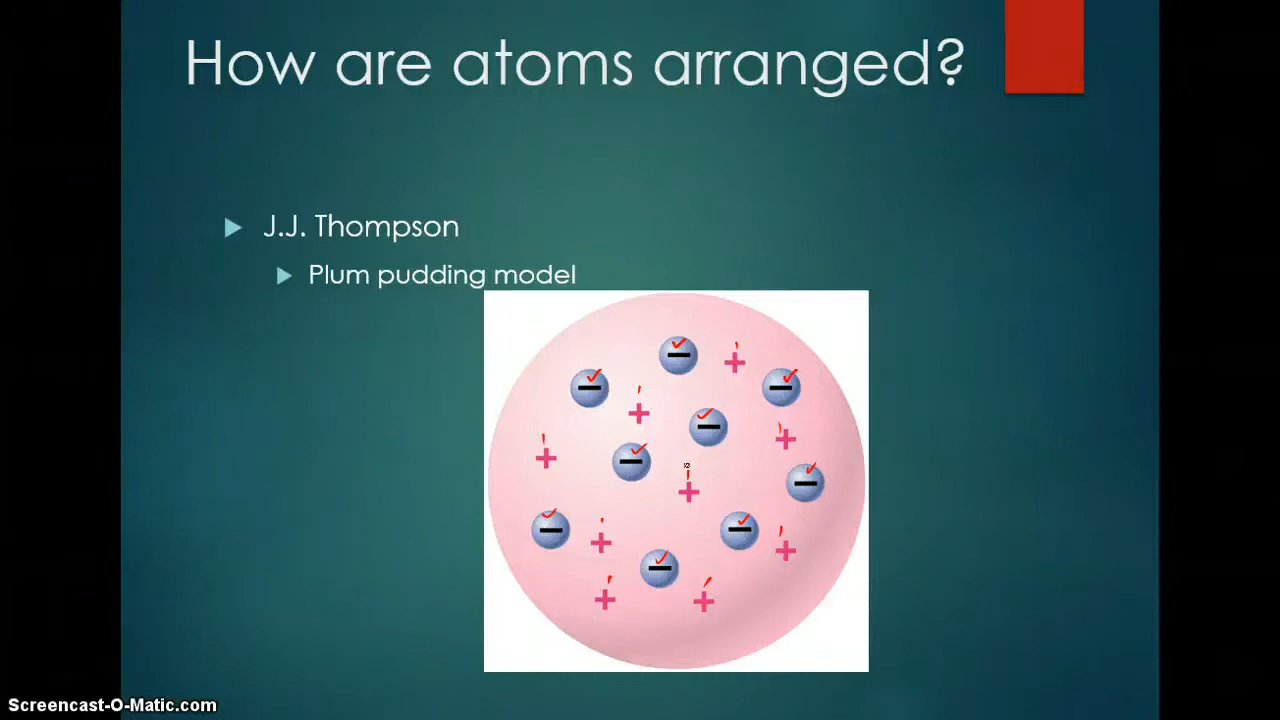 How are atoms arranged?
J.J. Thompson
Plum pudding model
Screencast-O-Matic.com